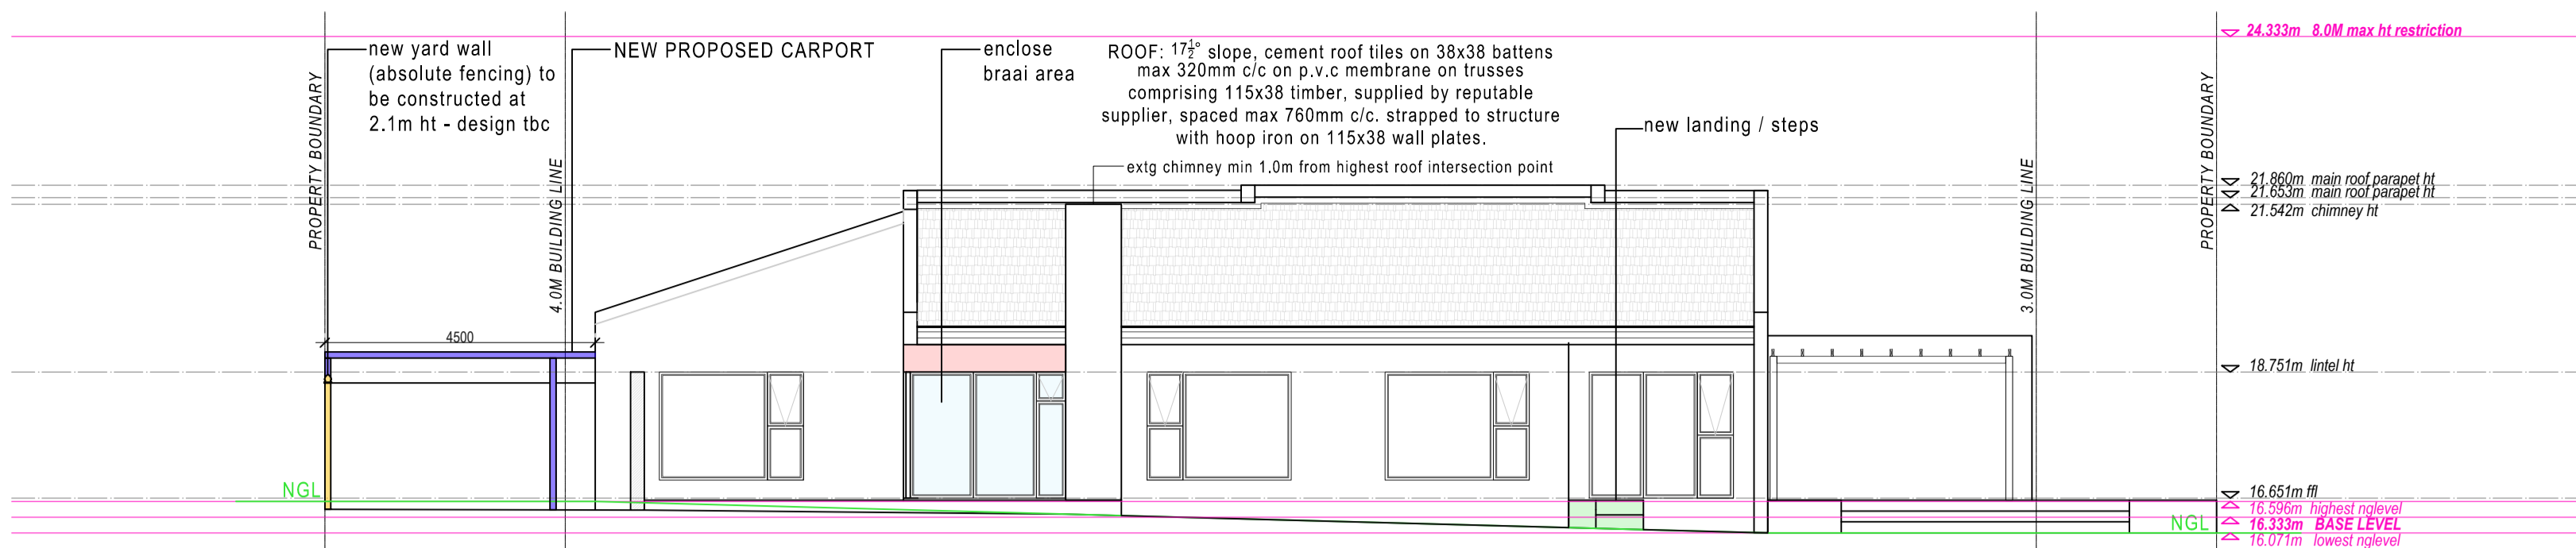 24.333m 8.0M max ht restriction
new yard wall
(absolute fencing) to
be constructed at
2.1m ht - design tbc
NEW PROPOSED CARPORT
enclose
braai area
ROOF: 17½° slope, cement roof tiles on 38x38 battens
max 320mm c/c on p.v.c membrane on trusses
comprising 115x38 timber, supplied by reputable
supplier, spaced max 760mm c/c. strapped to structure
with hoop iron on 115x38 wall plates.
extg chimney min 1.0m from highest roof intersection point
new landing / steps
PROPERTY BOUNDARY
4.0M BUILDING LINE
3.0M BUILDING LINE
PROPERTY BOUNDARY
21.860m main roof parapet ht
21.653m main roof parapet ht
21.542m chimney ht
4500
18.751m lintel ht
NGL
16.651m ffl
16.596m highest nglevel
NGL
16.333m BASE LEVEL
16.071m lowest nglevel